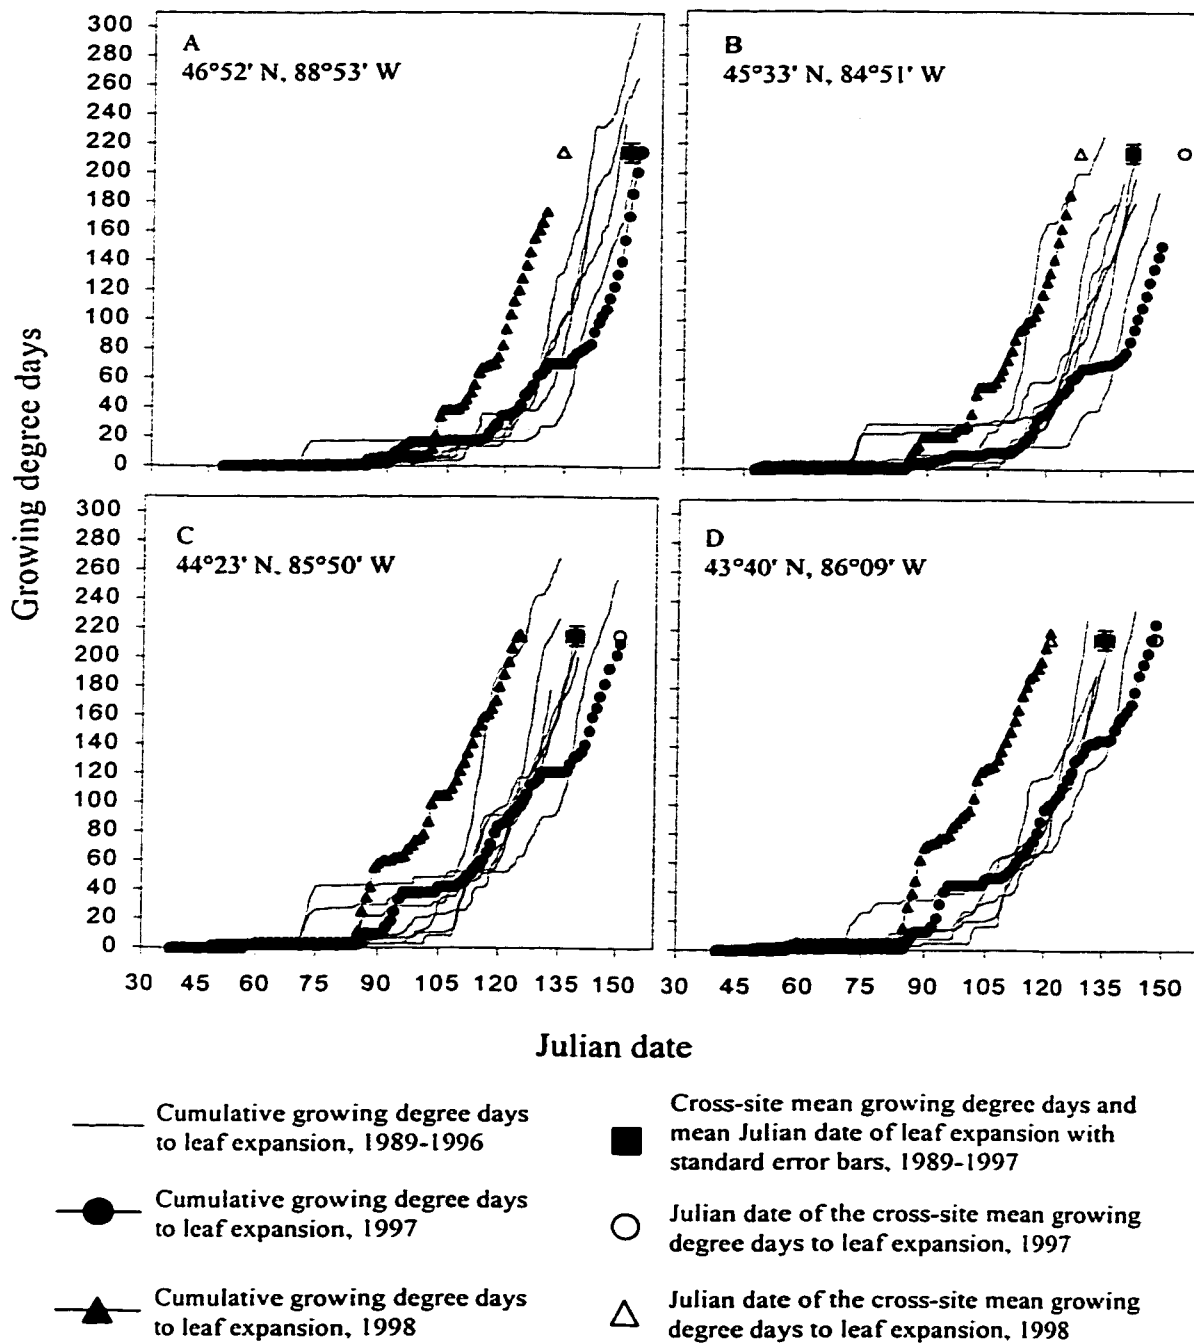 Growing degree days
300
280
260
240
220
200
180
160
140
120
100
80
60
40
20
0
A
46°52' N, 88°53' W
B
45°33' N, 84°51' W
300
280
260
240
220
200
180
160
140
120
100
80
60
40
20
0
C
44°23' N, 85°50' W
D
43°40' N, 86°09' W
30 45 60 75 90 105 120 135 150
30 45 60 75 90 105 120 135 150
Julian date
Cumulative growing degree days
to leaf expansion, 1989-1996
Cumulative growing degree days
to leaf expansion, 1997
Cumulative growing degree days
to leaf expansion, 1998
Cross-site mean growing degree days and
mean Julian date of leaf expansion with
standard error bars, 1989-1997
Julian date of the cross-site mean growing
degree days to leaf expansion, 1997
Julian date of the cross-site mean growing
degree days to leaf expansion, 1998